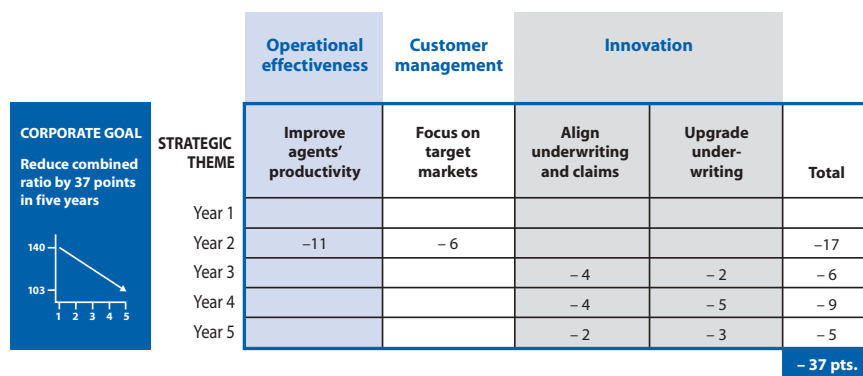 Operational
effectiveness
Customer
management
Innovation
CORPORATE GOAL
Reduce combined
ratio by 37 points
in five years
140
103
1 2 3 4 5
STRATEGIC
THEME
Improve
agents’
productivity
Focus on
target
markets
Align
underwriting
and claims
Upgrade
under-
writing
Total
Year 1
Year 2 –11 – 6 –17
Year 3 – 4 – 2 – 6
Year 4 – 4 – 5 – 9
Year 5 – 2 – 3 – 5
– 37 pts.